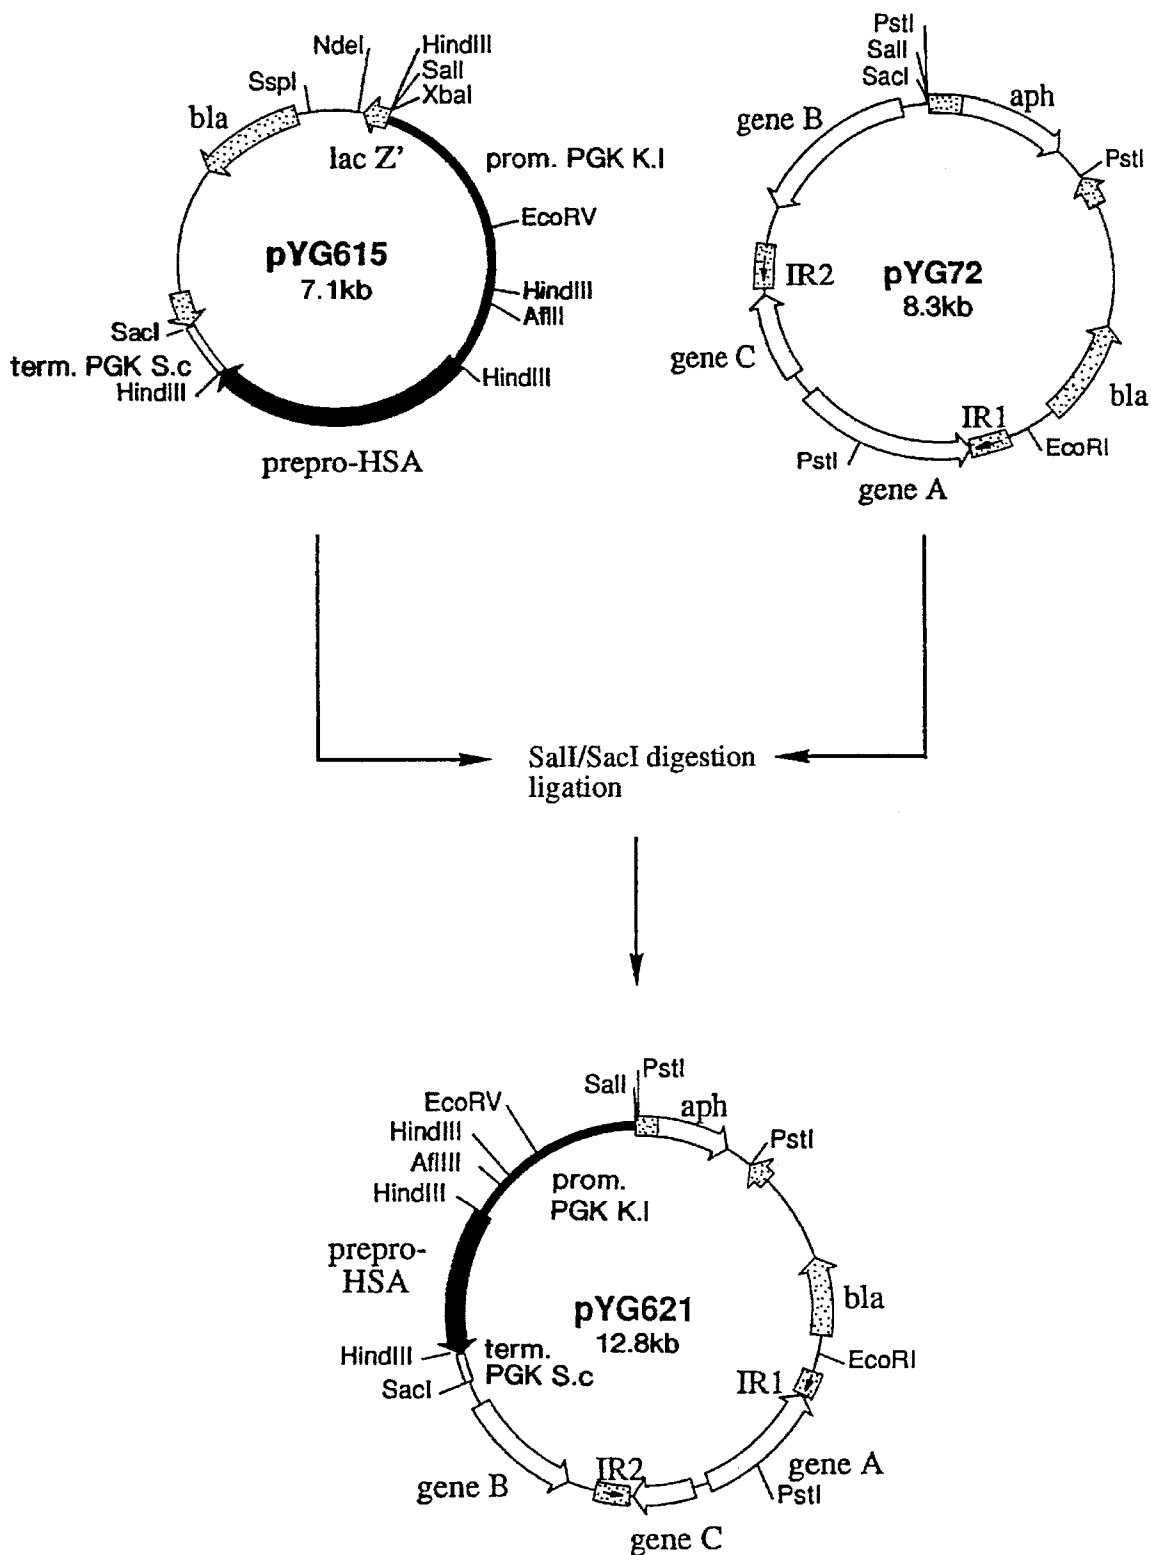 NdeI
HindIII
SalI
XbaI
SspI
bla
lac Z'
prom. PGK K.l
EcoRV
pYG615
7.1kb
HindIII
AflII
SacI
term. PGK S.c
HindIII
HindIII
prepro-HSA
PstI
SalI
SacI
aph
gene B
PstI
IR2
pYG72
8.3kb
gene C
bla
IR1
EcoRI
PstI
gene A
SalI/SacI digestion
ligation
PstI
SalI
aph
EcoRV
HindIII
AflIII
HindIII
PstI
prom.
PGK K.l
prepro-
HSA
pYG621
12.8kb
bla
HindIII
term.
PGK S.c
SacI
EcoRI
IR1
gene B
IR2
gene A
PstI
gene C